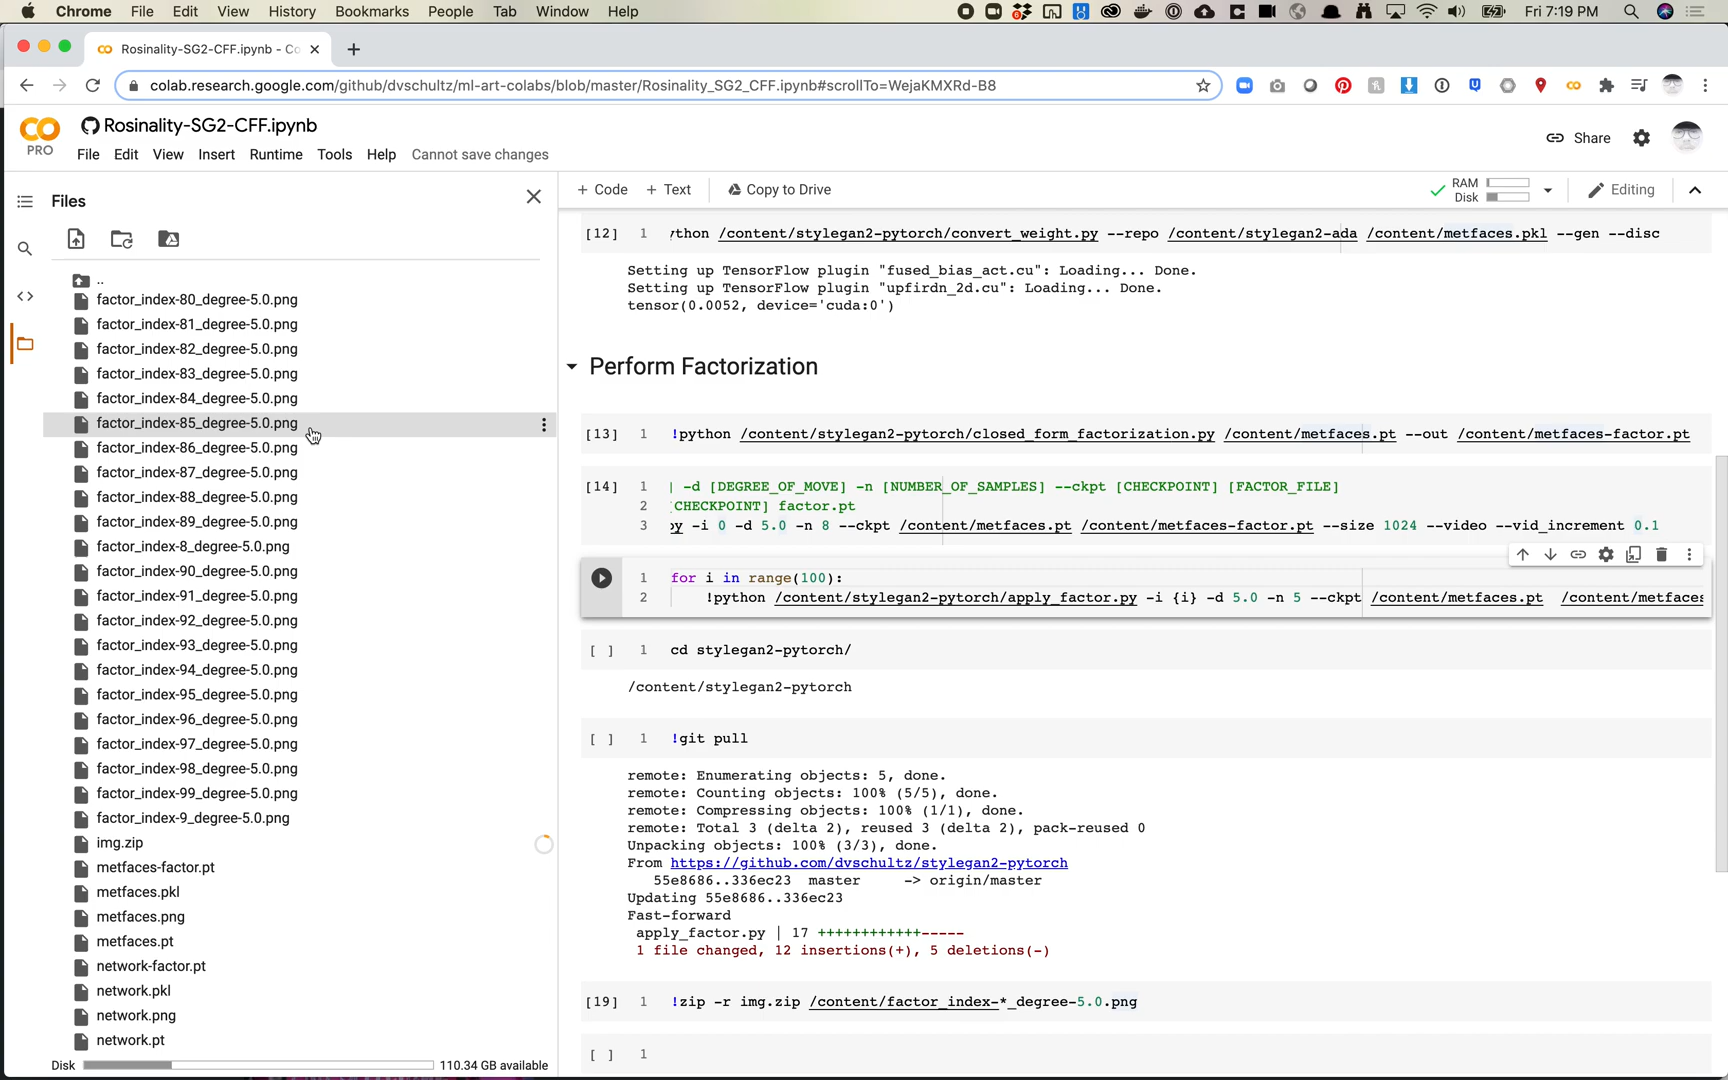 Chrome File Edit View History Bookmarks People Tab Window Help Fri 7:19 PM
Rosinality-SG2-CFF.ipynb - Co
colab.research.google.com/github/dvschultz/ml-art-colabs/blob/master/Rosinality_SG2_CFF.ipynb#scrollTo=WejaKMXRd-B8
CO PRO
Rosinality-SG2-CFF.ipynb
File Edit View Insert Runtime Tools Help Cannot save changes
Share
Files
+ Code + Text Copy to Drive
RAM
Disk
Editing
..
factor_index-80_degree-5.0.png
factor_index-81_degree-5.0.png
factor_index-82_degree-5.0.png
factor_index-83_degree-5.0.png
factor_index-84_degree-5.0.png
factor_index-85_degree-5.0.png
factor_index-86_degree-5.0.png
factor_index-87_degree-5.0.png
factor_index-88_degree-5.0.png
factor_index-89_degree-5.0.png
factor_index-8_degree-5.0.png
factor_index-90_degree-5.0.png
factor_index-91_degree-5.0.png
factor_index-92_degree-5.0.png
factor_index-93_degree-5.0.png
factor_index-94_degree-5.0.png
factor_index-95_degree-5.0.png
factor_index-96_degree-5.0.png
factor_index-97_degree-5.0.png
factor_index-98_degree-5.0.png
factor_index-99_degree-5.0.png
factor_index-9_degree-5.0.png
img.zip
metfaces-factor.pt
metfaces.pkl
metfaces.png
metfaces.pt
network-factor.pt
network.pkl
network.png
network.pt
Disk 110.34 GB available
[12] 1 ython /content/stylegan2-pytorch/convert_weight.py --repo /content/stylegan2-ada /content/metfaces.pkl --gen --disc
Setting up TensorFlow plugin "fused_bias_act.cu": Loading... Done.
Setting up TensorFlow plugin "upfirdn_2d.cu": Loading... Done.
tensor(0.0052, device='cuda:0')
Perform Factorization
[13] 1 !python /content/stylegan2-pytorch/closed_form_factorization.py /content/metfaces.pt --out /content/metfaces-factor.pt
[14] 1 | -d [DEGREE_OF_MOVE] -n [NUMBER_OF_SAMPLES] --ckpt [CHECKPOINT] [FACTOR_FILE]
2 CHECKPOINT] factor.pt
3 py -i 0 -d 5.0 -n 8 --ckpt /content/metfaces.pt /content/metfaces-factor.pt --size 1024 --video --vid_increment 0.1
1 for i in range(100):
2 !python /content/stylegan2-pytorch/apply_factor.py -i {i} -d 5.0 -n 5 --ckpt /content/metfaces.pt /content/metfaces
[ ] 1 cd stylegan2-pytorch/
/content/stylegan2-pytorch
[ ] 1 !git pull
remote: Enumerating objects: 5, done.
remote: Counting objects: 100% (5/5), done.
remote: Compressing objects: 100% (1/1), done.
remote: Total 3 (delta 2), reused 3 (delta 2), pack-reused 0
Unpacking objects: 100% (3/3), done.
From https://github.com/dvschultz/stylegan2-pytorch
55e8686..336ec23 master -> origin/master
Updating 55e8686..336ec23
Fast-forward
apply_factor.py | 17 ++++++++++++-----
1 file changed, 12 insertions(+), 5 deletions(-)
[19] 1 !zip -r img.zip /content/factor_index-*_degree-5.0.png
[ ] 1